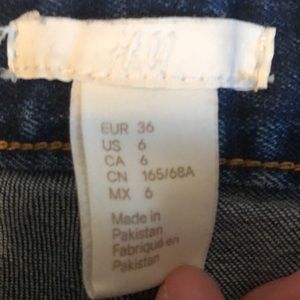 H&M
EUR 36
US 6
CA 6
CN 165/68A
MX 6
Made in
Pakistan
Fabriqué en
Pakistan